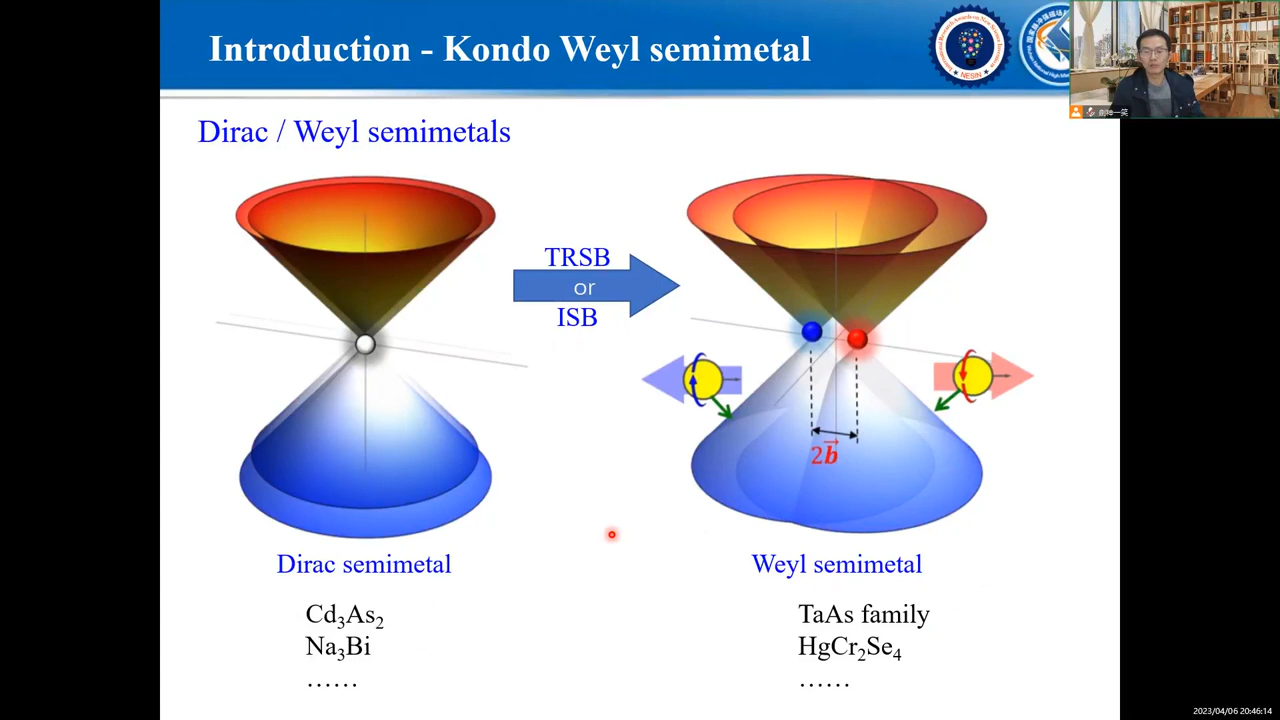 Introduction - Kondo Weyl semimetal
NESIN
Dirac / Weyl semimetals
TRSB
or
ISB
2b⃗
Dirac semimetal
Weyl semimetal
Cd₃As₂
Na₃Bi
……
TaAs family
HgCr₂Se₄
……
2023/04/06 20:46:14